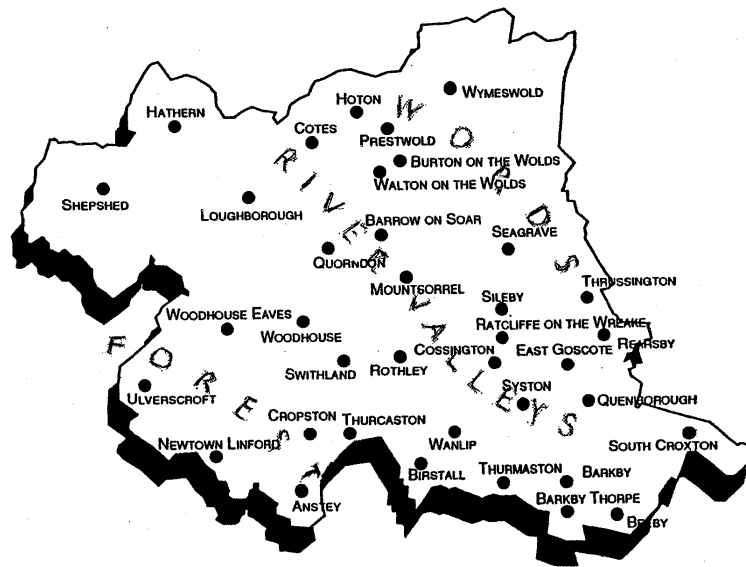 WYMESWOLD
HOTON
HATHERN
COTES
PRESTWOLD
BURTON ON THE WOLDS
WALTON ON THE WOLDS
SHEPSHED
LOUGHBOROUGH
BARROW ON SOAR
SEAGRAVE
QUORNDON
MOUNTSORREL
THRUSSINGTON
SILEBY
WOODHOUSE EAVES
WOODHOUSE
RATCLIFFE ON THE WREAKE
REARSBY
COSSINGTON
EAST GOSCOTE
SWITHLAND
ROTHLEY
SYSTON
ULVERSCROFT
QUENIBOROUGH
CROPSTON
THURCASTON
NEWTOWN LINFORD
WANLIP
SOUTH CROXTON
BIRSTALL
THURMASTON
BARKBY
ANSTEY
BARKBY THORPE
BEEBY
WOLDS
RIVER VALLEYS
FOREST